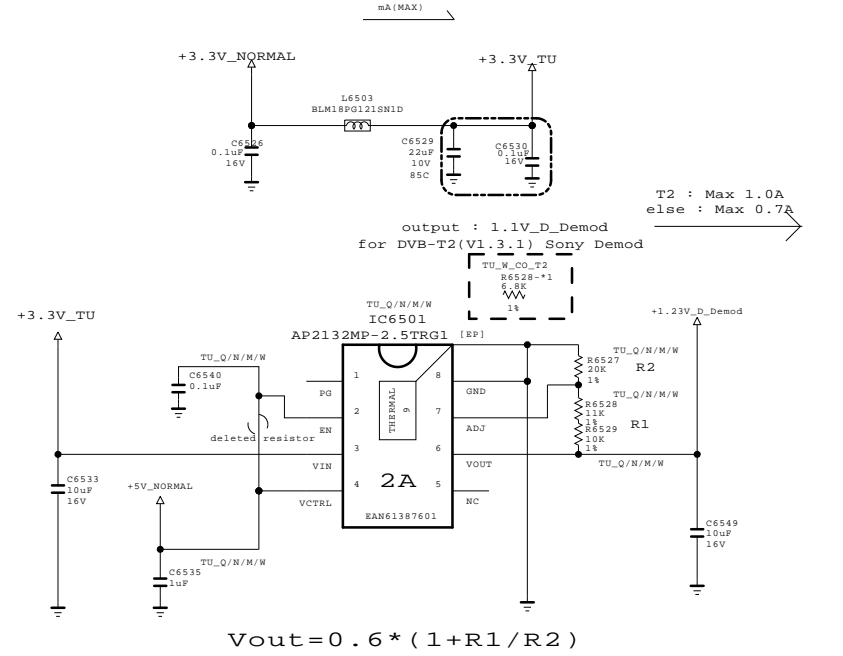 mA(MAX)
+3.3V_NORMAL
+3.3V_TU
L6503
BLM18PG121SN1D
C6526
0.1uF
16V
C6529
22uF
10V
85C
C6530
0.1uF
16V
T2 : Max 1.0A
else : Max 0.7A
output : 1.1V_D_Demod
for DVB-T2(V1.3.1) Sony Demod
TU_W_CO_T2
R6528-*1
6.8K
1%
+3.3V_TU
TU_Q/N/M/W
IC6501
AP2132MP-2.5TRG1
[EP]
+1.23V_D_Demod
TU_Q/N/M/W
C6540
0.1uF
deleted resistor
1
PG
2
EN
3
VIN
4
VCTRL
THERMAL
9
2A
EAN61387601
8
GND
7
ADJ
6
VOUT
5
NC
R6527
20K
1%
TU_Q/N/M/W
R2
TU_Q/N/M/W
R6528
11K
1%
R1
R6529
10K
1%
TU_Q/N/M/W
C6533
10uF
16V
+5V_NORMAL
TU_Q/N/M/W
C6535
1uF
C6549
10uF
16V
Vout=0.6*(1+R1/R2)